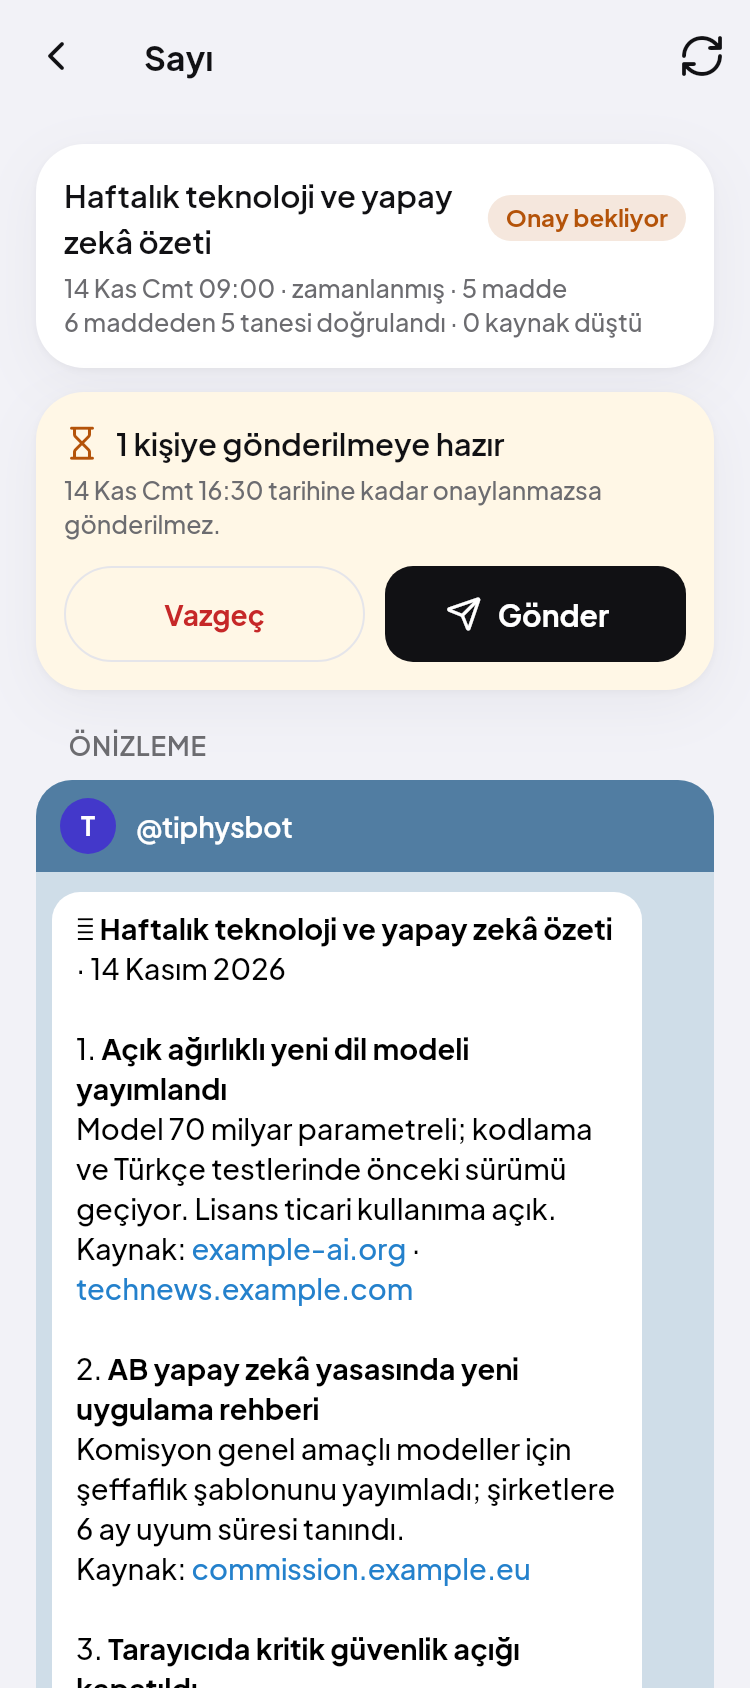 Sayı
Haftalık teknoloji ve yapay
zekâ özeti
Onay bekliyor
14 Kas Cmt 09:00 · zamanlanmış · 5 madde
6 maddeden 5 tanesi doğrulandı · 0 kaynak düştü
1 kişiye gönderilmeye hazır
14 Kas Cmt 16:30 tarihine kadar onaylanmazsa
gönderilmez.
Vazgeç
Gönder
ÖNİZLEME
T
@tiphysbot
Haftalık teknoloji ve yapay zekâ özeti
· 14 Kasım 2026
1. Açık ağırlıklı yeni dil modeli
yayımlandı
Model 70 milyar parametreli; kodlama
ve Türkçe testlerinde önceki sürümü
geçiyor. Lisans ticari kullanıma açık.
Kaynak: example-ai.org ·
technews.example.com
2. AB yapay zekâ yasasında yeni
uygulama rehberi
Komisyon genel amaçlı modeller için
şeffaflık şablonunu yayımladı; şirketlere
6 ay uyum süresi tanındı.
Kaynak: commission.example.eu
3. Tarayıcıda kritik güvenlik açığı
kapatıldı